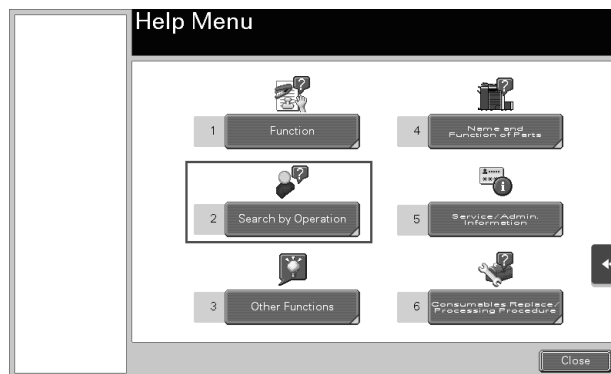 Help Menu
1 Function
4 Name and
Function of Parts
2 Search by Operation
5 Service/Admin.
Information
3 Other Functions
6 Consumables Replace/
Processing Procedure
Close